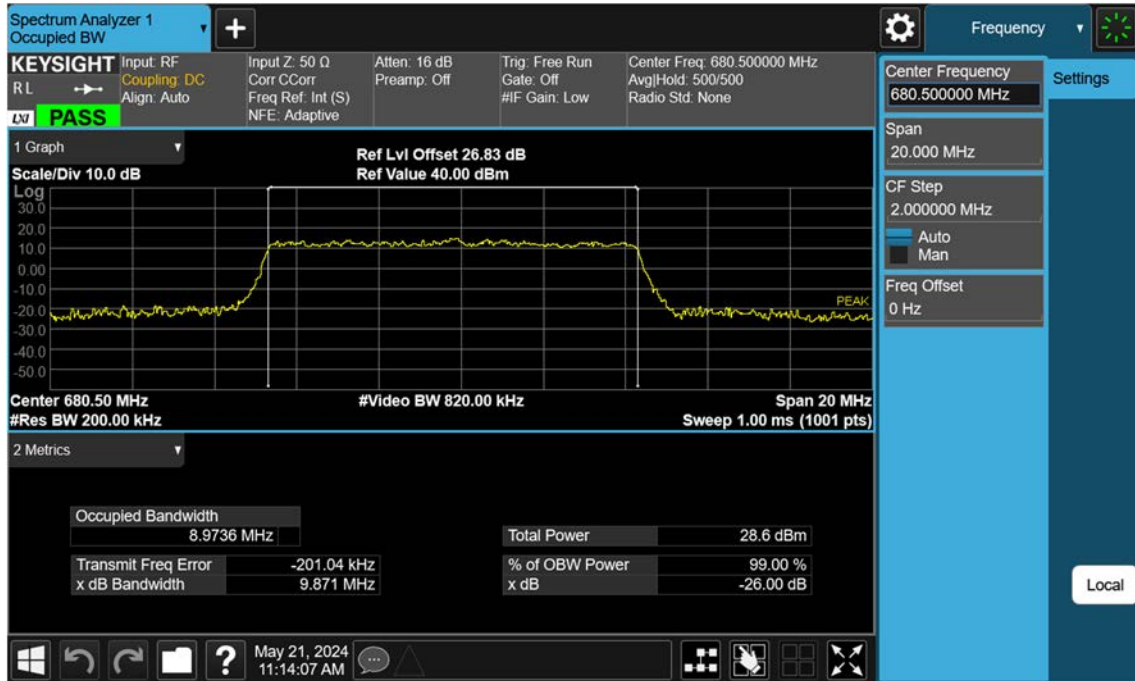 Spectrum Analyzer 1
Occupied BW
Frequency
KEYSIGHT
R L
LXI PASS
Input: RF
Coupling: DC
Align: Auto
Input Z: 50 Ω
Corr CCorr
Freq Ref: Int (S)
NFE: Adaptive
Atten: 16 dB
Preamp: Off
Trig: Free Run
Gate: Off
#IF Gain: Low
Center Freq: 680.500000 MHz
Avg|Hold: 500/500
Radio Std: None
Center Frequency
680.500000 MHz
Settings
Span
20.000 MHz
CF Step
2.000000 MHz
Auto
Man
Freq Offset
0 Hz
Local
1 Graph
Scale/Div 10.0 dB
Ref Lvl Offset 26.83 dB
Ref Value 40.00 dBm
Log
30.0
20.0
10.0
0.00
-10.0
-20.0
-30.0
-40.0
-50.0
PEAK
Center 680.50 MHz
#Video BW 820.00 kHz
Span 20 MHz
#Res BW 200.00 kHz
Sweep 1.00 ms (1001 pts)
2 Metrics
Occupied Bandwidth
8.9736 MHz
Total Power 28.6 dBm
Transmit Freq Error -201.04 kHz
% of OBW Power 99.00 %
x dB Bandwidth 9.871 MHz
x dB -26.00 dB
?
May 21, 2024
11:14:07 AM